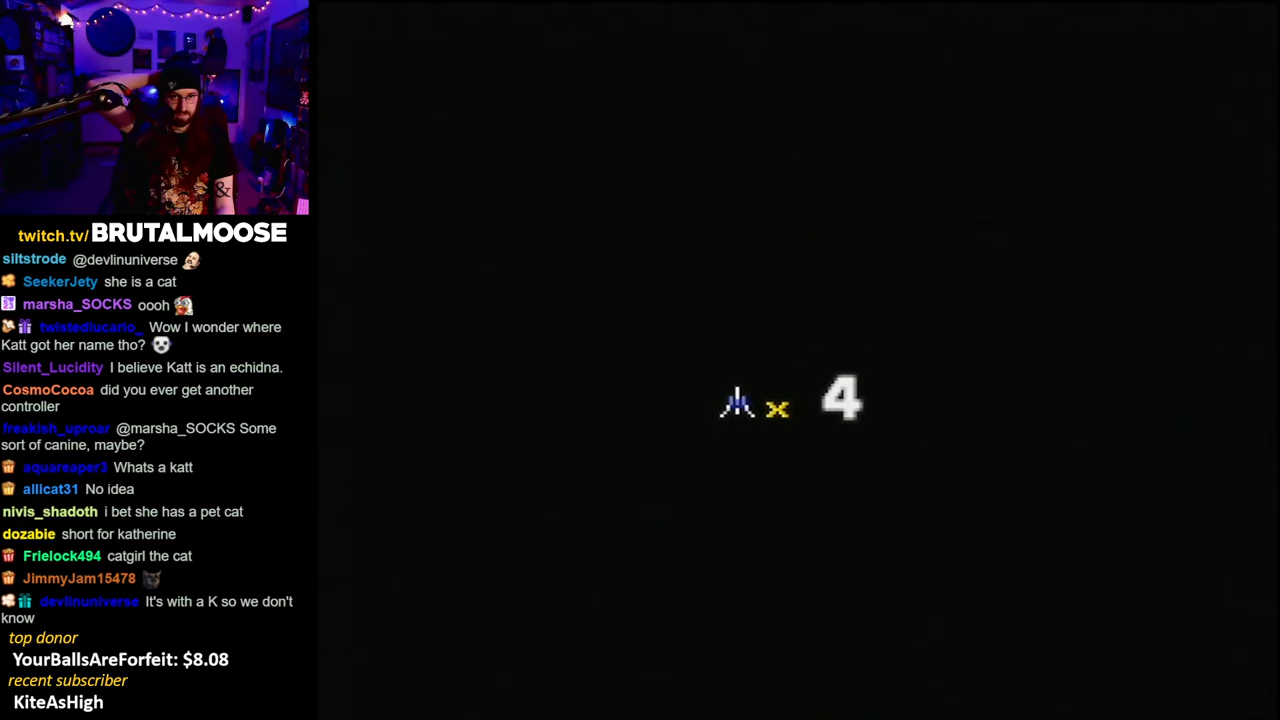 twitch.tv/BRUTALMOOSE
siltstrode @devlinuniverse
SeekerJety she is a cat
marsha_SOCKS oooh
twistedlucario_ Wow I wonder where
Katt got her name tho?
Silent_Lucidity I believe Katt is an echidna.
CosmoCocoa did you ever get another
controller
freakish_uproar @marsha_SOCKS Some
sort of canine, maybe?
aquareaper3 Whats a katt
allicat31 No idea
nivis_shadoth i bet she has a pet cat
dozabie short for katherine
Frielock494 catgirl the cat
JimmyJam15478
devlinuniverse It's with a K so we don't
know
top donor
YourBallsAreForfeit: $8.08
recent subscriber
KiteAsHigh
&
x 4